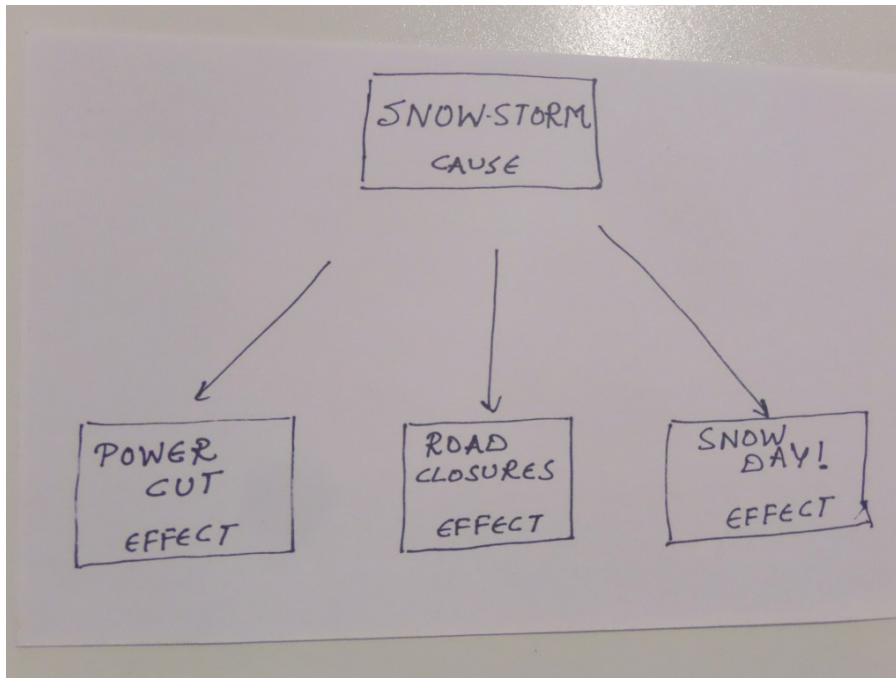 SNOW-STORM
CAUSE
POWER
CUT
EFFECT
ROAD
CLOSURES
EFFECT
SNOW
DAY!
EFFECT